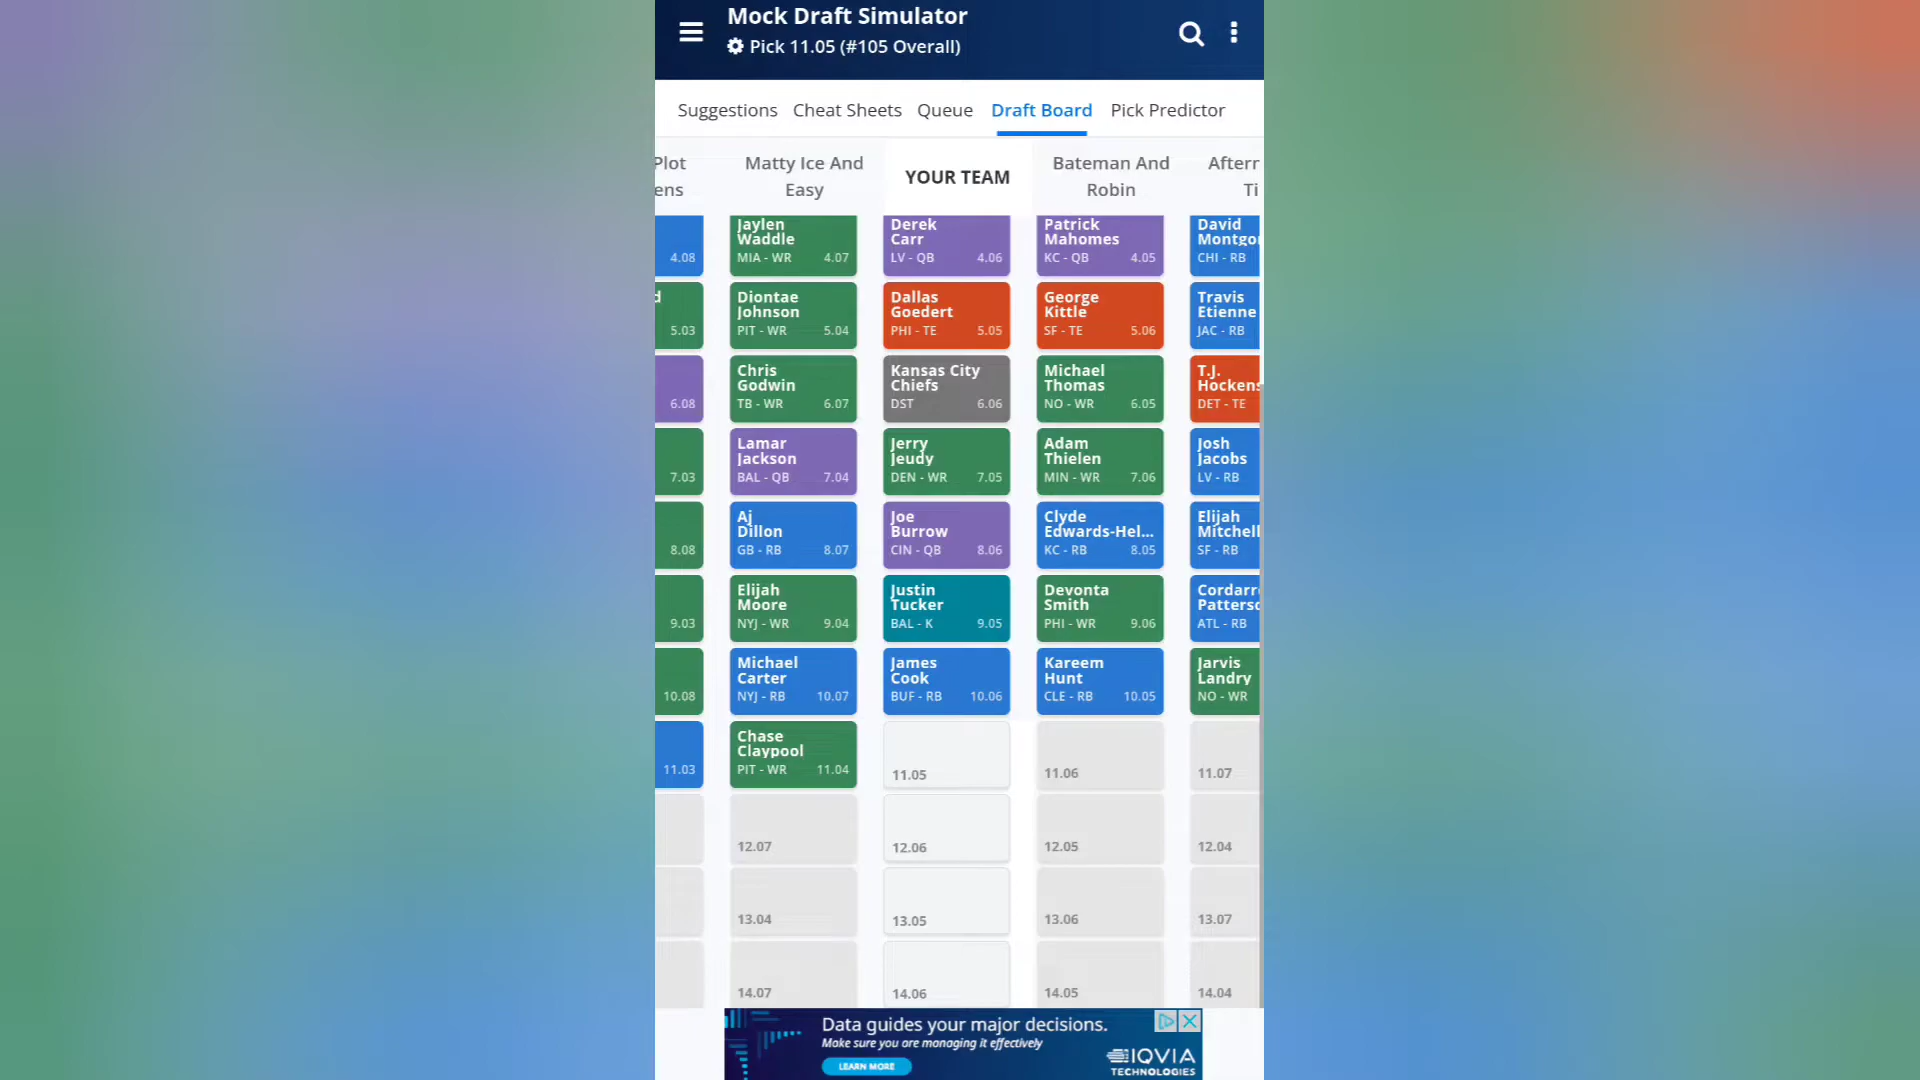 Mock Draft Simulator
Pick 11.05 (#105 Overall)
Suggestions Cheat Sheets Queue Draft Board Pick Predictor
Plot
ens
Matty Ice And
Easy
YOUR TEAM
Bateman And
Robin
Afterr
Ti
4.08
Jaylen
Waddle
MIA - WR 4.07
Derek
Carr
LV - QB 4.06
Patrick
Mahomes
KC - QB 4.05
David
Montgo
CHI - RB
d
5.03
Diontae
Johnson
PIT - WR 5.04
Dallas
Goedert
PHI - TE 5.05
George
Kittle
SF - TE 5.06
Travis
Etienne
JAC - RB
6.08
Chris
Godwin
TB - WR 6.07
Kansas City
Chiefs
DST 6.06
Michael
Thomas
NO - WR 6.05
T.J.
Hockens
DET - TE
7.03
Lamar
Jackson
BAL - QB 7.04
Jerry
Jeudy
DEN - WR 7.05
Adam
Thielen
MIN - WR 7.06
Josh
Jacobs
LV - RB
8.08
Aj
Dillon
GB - RB 8.07
Joe
Burrow
CIN - QB 8.06
Clyde
Edwards-Hel...
KC - RB 8.05
Elijah
Mitchell
SF - RB
9.03
Elijah
Moore
NYJ - WR 9.04
Justin
Tucker
BAL - K 9.05
Devonta
Smith
PHI - WR 9.06
Cordarr
Patterso
ATL - RB
10.08
Michael
Carter
NYJ - RB 10.07
James
Cook
BUF - RB 10.06
Kareem
Hunt
CLE - RB 10.05
Jarvis
Landry
NO - WR
11.03
Chase
Claypool
PIT - WR 11.04
11.05
11.06
11.07
12.07
12.06
12.05
12.04
13.04
13.05
13.06
13.07
14.07
14.06
14.05
14.04
Data guides your major decisions.
Make sure you are managing it effectively
LEARN MORE
IQVIA
TECHNOLOGIES